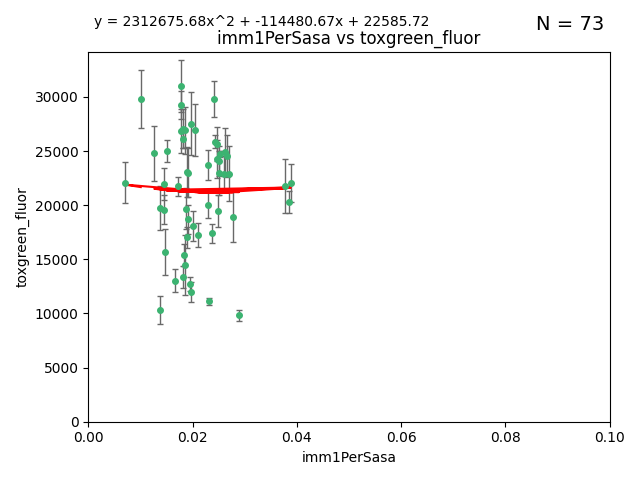 y = 2312675.68x^2 + -114480.67x + 22585.72
N = 73
imm1PerSasa vs toxgreen_fluor
30000
25000
20000
15000
10000
5000
0
toxgreen_fluor
0.00 0.02 0.04 0.06 0.08 0.10
imm1PerSasa